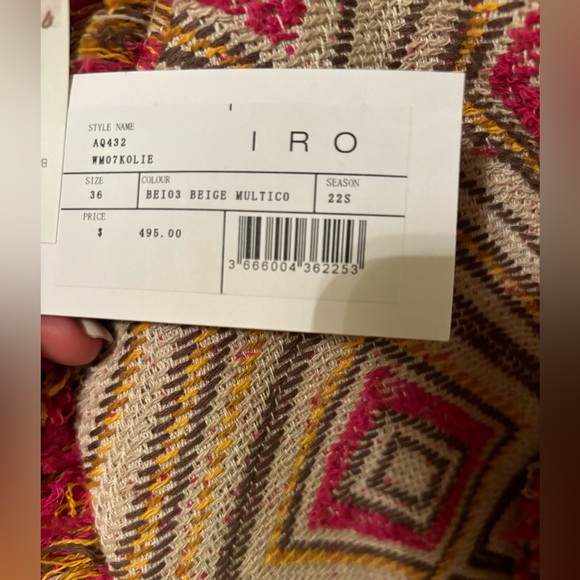 STYLE NAME
AQ432
WM07KOLIE
IRO
SIZE COLOUR SEASON
36 BEI03 BEIGE MULTICO 22S
PRICE
$ 495.00
3 666004 362253
B